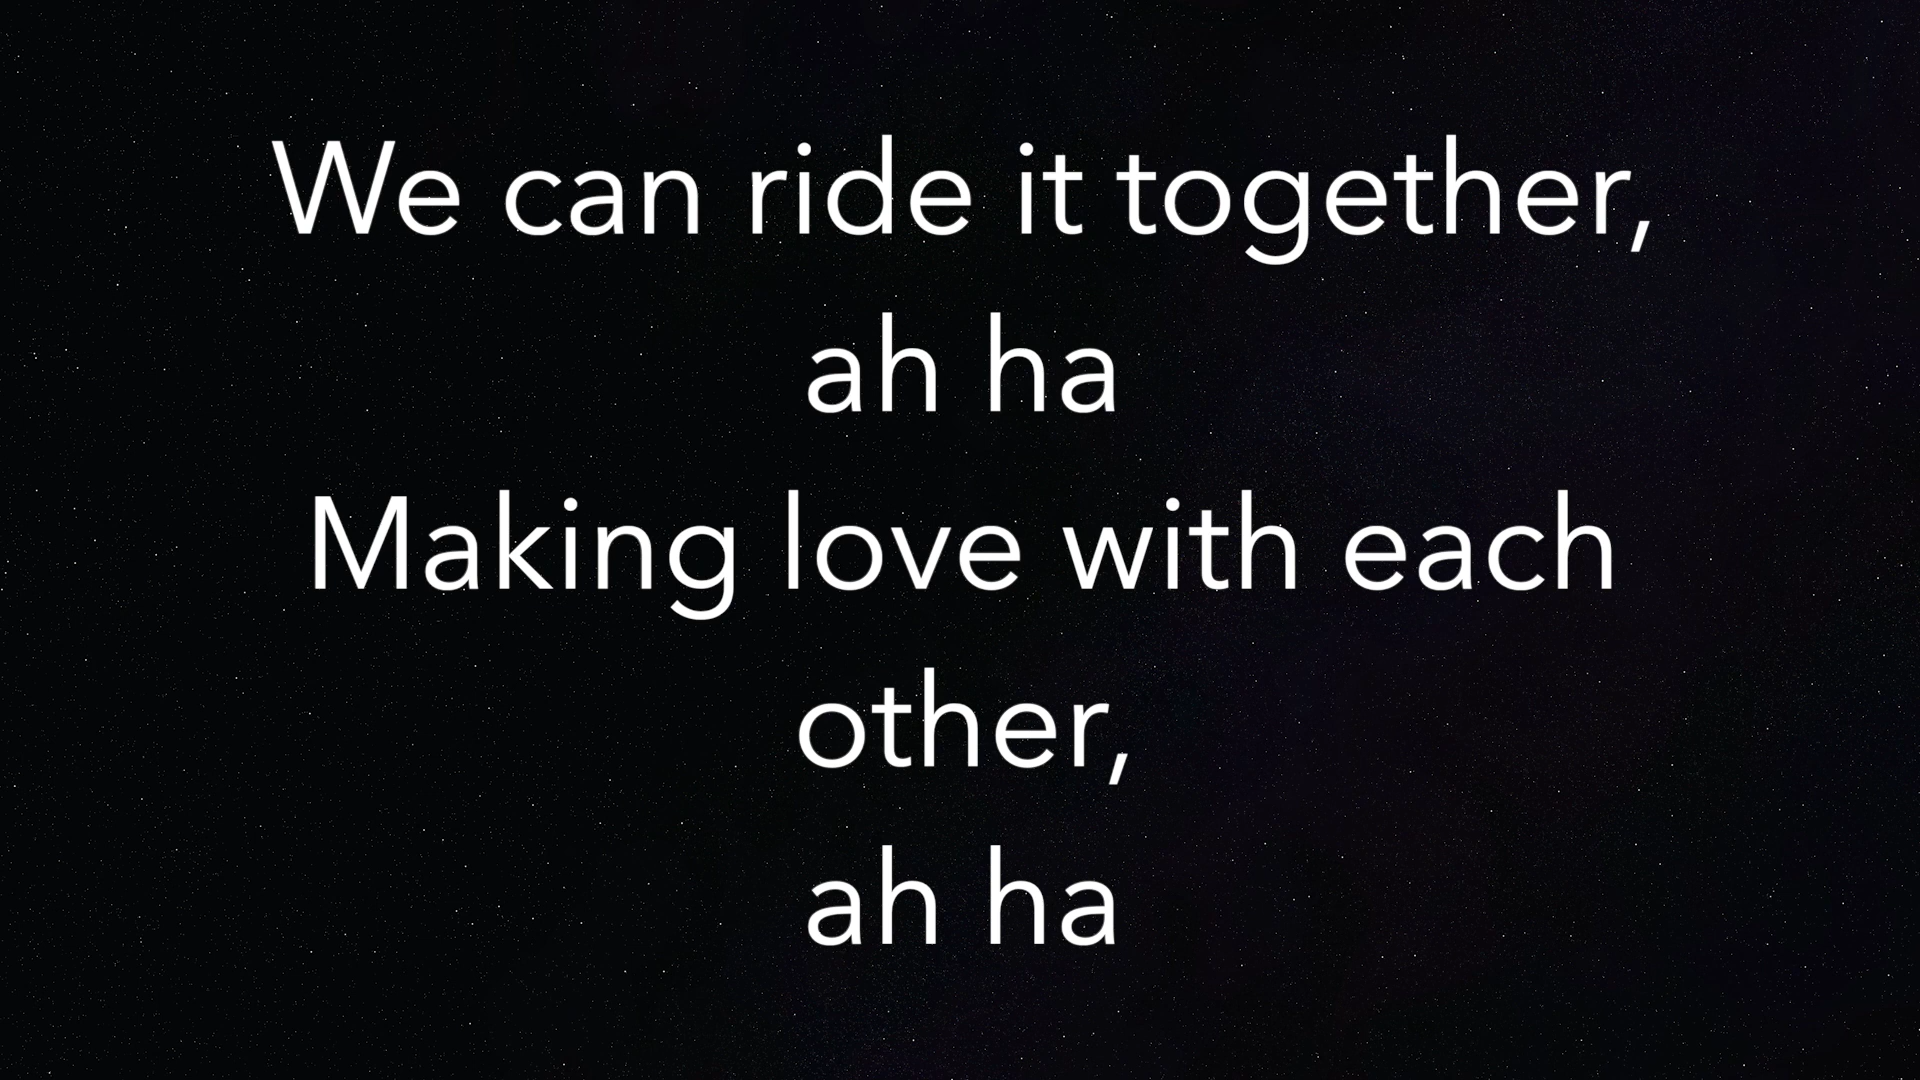 We can ride it together,
ah ha
Making love with each
other,
ah ha